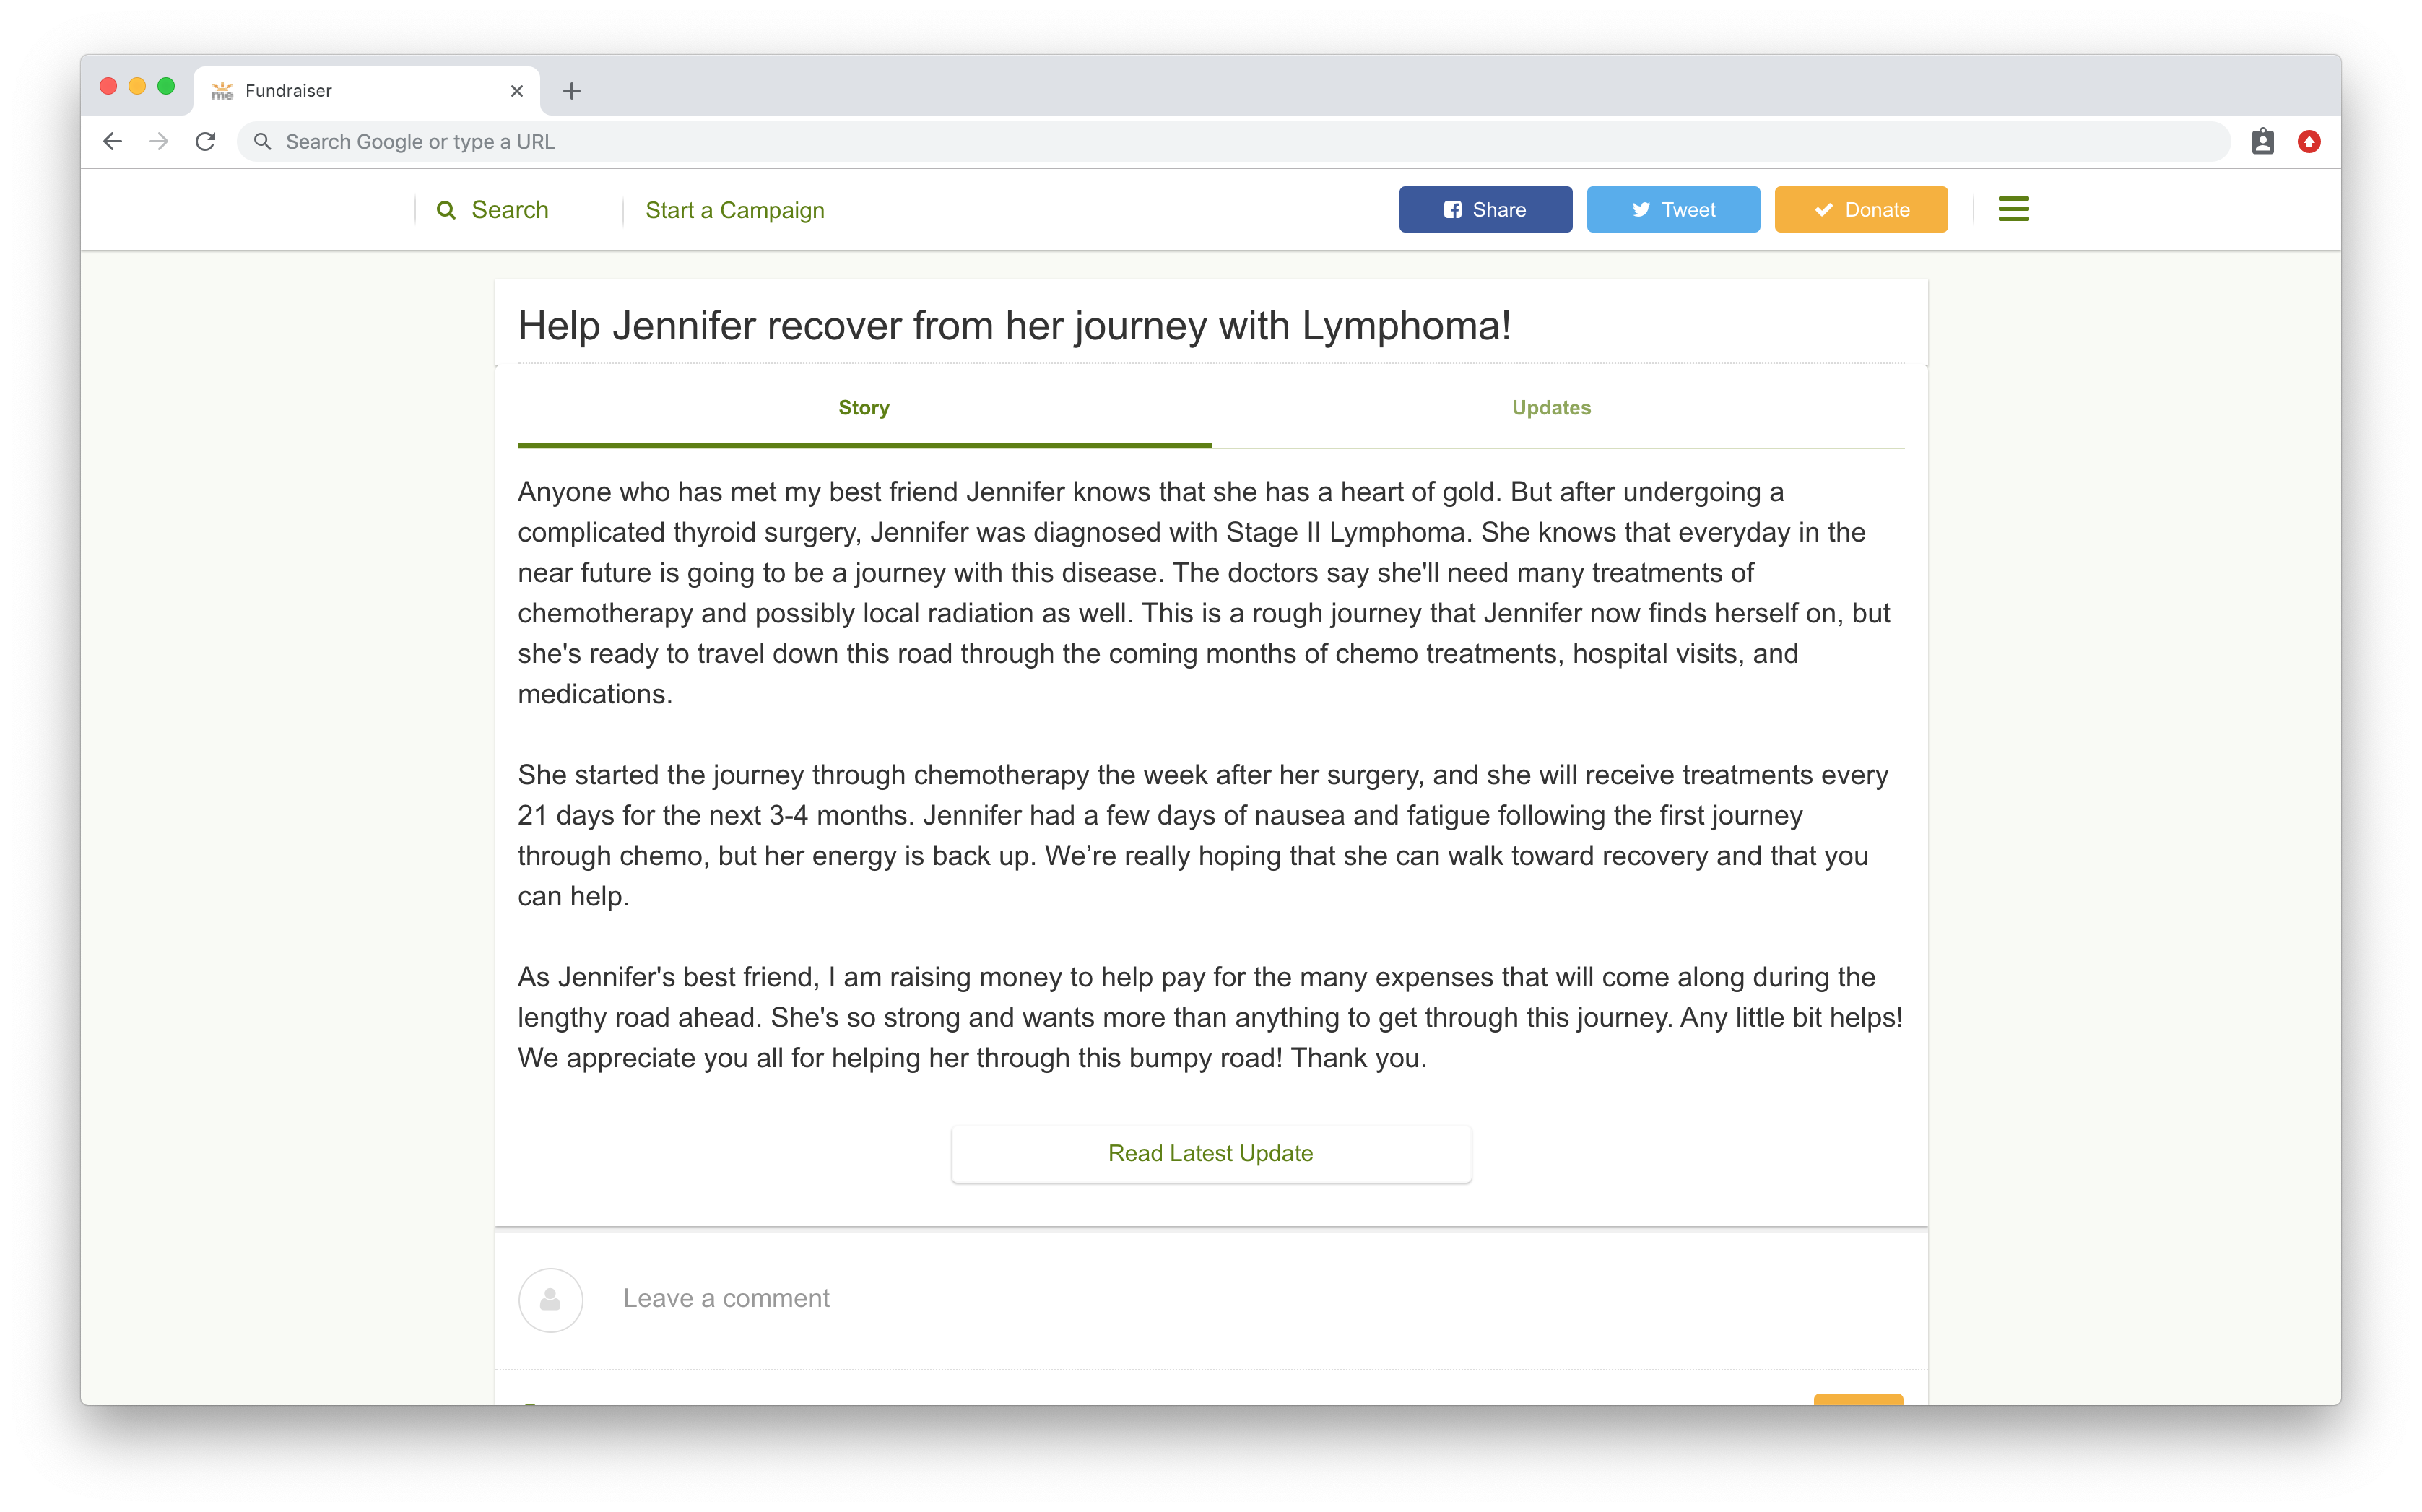 me Fundraiser
Search Google or type a URL
Search
Start a Campaign
Share
Tweet
Donate
Help Jennifer recover from her journey with Lymphoma!
Story
Updates
Anyone who has met my best friend Jennifer knows that she has a heart of gold. But after undergoing a
complicated thyroid surgery, Jennifer was diagnosed with Stage II Lymphoma. She knows that everyday in the
near future is going to be a journey with this disease. The doctors say she'll need many treatments of
chemotherapy and possibly local radiation as well. This is a rough journey that Jennifer now finds herself on, but
she's ready to travel down this road through the coming months of chemo treatments, hospital visits, and
medications.
She started the journey through chemotherapy the week after her surgery, and she will receive treatments every
21 days for the next 3-4 months. Jennifer had a few days of nausea and fatigue following the first journey
through chemo, but her energy is back up. We’re really hoping that she can walk toward recovery and that you
can help.
As Jennifer's best friend, I am raising money to help pay for the many expenses that will come along during the
lengthy road ahead. She's so strong and wants more than anything to get through this journey. Any little bit helps!
We appreciate you all for helping her through this bumpy road! Thank you.
Read Latest Update
Leave a comment